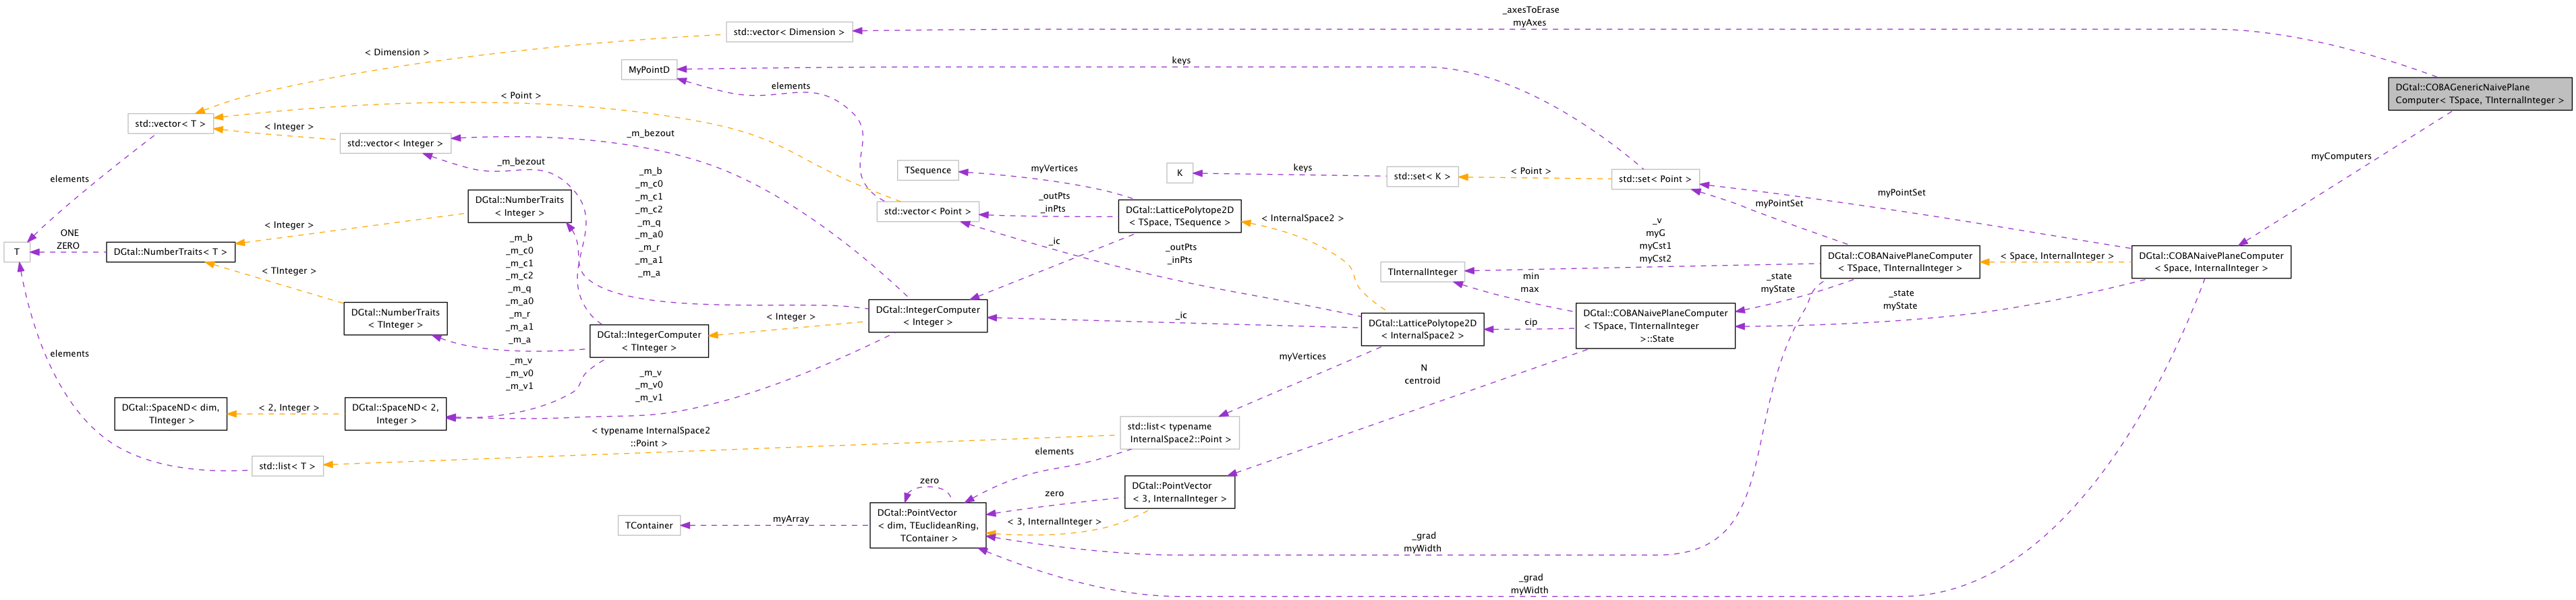 _axesToErase
myAxes
std::vector< Dimension >
< Dimension >
MyPointD
keys
DGtal::COBAGenericNaivePlane
Computer< TSpace, TInternalInteger >
elements
< Point >
std::vector< T >
< Integer >
std::vector< Integer >
_m_bezout
_m_bezout
myComputers
elements
TSequence
myVertices
K
keys
std::set< K >
< Point >
std::set< Point >
myPointSet
myPointSet
_m_b
_m_c0
_m_c1
_m_c2
_m_q
_m_a0
_m_r
_m_a1
_m_a
DGtal::NumberTraits
< Integer >
< Integer >
std::vector< Point >
_outPts
_inPts
DGtal::LatticePolytope2D
< TSpace, TSequence >
< InternalSpace2 >
_v
myG
myCst1
myCst2
T
ONE
ZERO
DGtal::NumberTraits< T >
< TInteger >
_m_b
_m_c0
_m_c1
_m_c2
_m_q
_m_a0
_m_r
_m_a1
_m_a
_ic
_outPts
_inPts
TInternalInteger
min
max
DGtal::COBANaivePlaneComputer
< TSpace, TInternalInteger >
< Space, InternalInteger >
DGtal::COBANaivePlaneComputer
< Space, InternalInteger >
_state
myState
_state
myState
DGtal::NumberTraits
< TInteger >
DGtal::IntegerComputer
< TInteger >
< Integer >
DGtal::IntegerComputer
< Integer >
_ic
DGtal::LatticePolytope2D
< InternalSpace2 >
cip
DGtal::COBANaivePlaneComputer
< TSpace, TInternalInteger
>::State
elements
_m_v
_m_v0
_m_v1
_m_v
_m_v0
_m_v1
myVertices
N
centroid
DGtal::SpaceND< dim,
TInteger >
< 2, Integer >
DGtal::SpaceND< 2,
Integer >
< typename InternalSpace2
::Point >
std::list< typename
InternalSpace2::Point >
std::list< T >
elements
zero
zero
DGtal::PointVector
< 3, InternalInteger >
TContainer
myArray
DGtal::PointVector
< dim, TEuclideanRing,
TContainer >
< 3, InternalInteger >
_grad
myWidth
_grad
myWidth